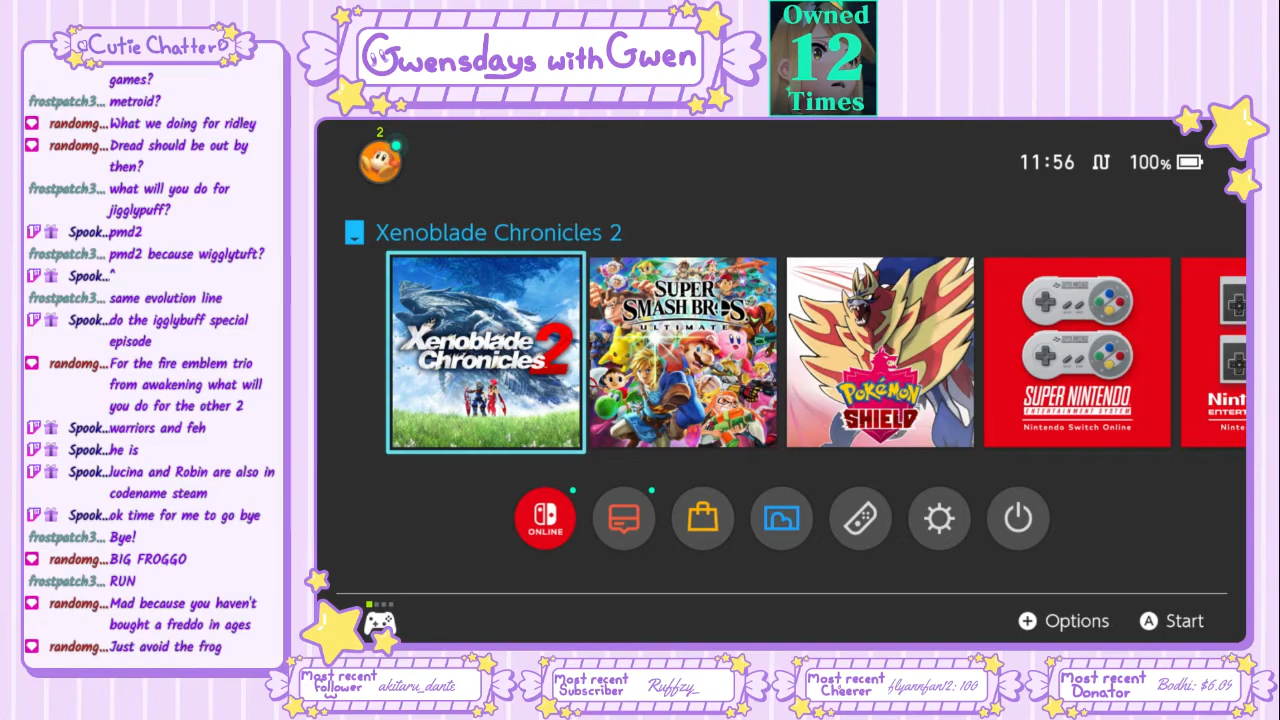 Cutie Chatter
games?
frostpatch3... metroid?
randomg... What we doing for ridley
randomg... Dread should be out by
then?
frostpatch3... what will you do for
jigglypuff?
Spook... pmd2
frostpatch3... pmd2 because wigglytuft?
Spook... ^
frostpatch3... same evolution line
Spook... do the igglybuff special
episode
randomg... For the fire emblem trio
from awakening what will
you do for the other 2
Spook... warriors and feh
Spook... he is
Spook... lucina and Robin are also in
codename steam
Spook... ok time for me to go bye
frostpatch3... Bye!
randomg... BIG FROGGO
frostpatch3... RUN
randomg... Mad because you haven't
bought a freddo in ages
randomg... Just avoid the frog
Gwensdays with Gwen
Owned
12
Times
2
11:56 100%
Xenoblade Chronicles 2
Xenoblade
Chronicles 2
SUPER
SMASH BROS.
ULTIMATE
Pokémon
SHIELD
SUPER NINTENDO
ENTERTAINMENT SYSTEM
Nintendo Switch Online
Nint
ENTERT
Nintendo
ONLINE
+ Options A Start
Most recent
follower akitaru_dante
Most recent
Subscriber Ruffzy_
Most recent
Cheerer flyannfan12: 100
Most recent
Donator Bodhi: $6.09